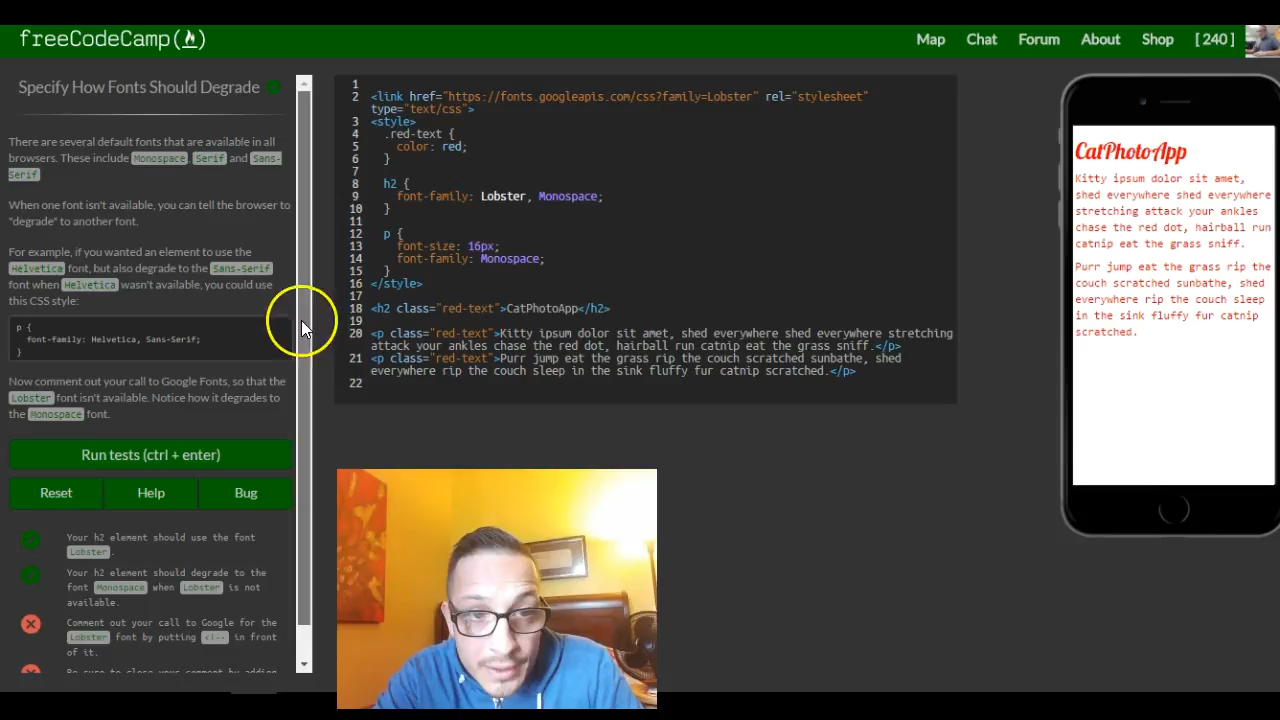 freeCodeCamp
Map Chat Forum About Shop [ 240 ]
Specify How Fonts Should Degrade
There are several default fonts that are available in all
browsers. These include Monospace, Serif and Sans-
Serif
When one font isn't available, you can tell the browser to
"degrade" to another font.
For example, if you wanted an element to use the
Helvetica font, but also degrade to the Sans-Serif
font when Helvetica wasn't available, you could use
this CSS style:
p {
font-family: Helvetica, Sans-Serif;
}
Now comment out your call to Google Fonts, so that the
Lobster font isn't available. Notice how it degrades to
the Monospace font.
Run tests (ctrl + enter)
Reset Help Bug
Your h2 element should use the font
Lobster.
Your h2 element should degrade to the
font Monospace when Lobster is not
available.
Comment out your call to Google for the
Lobster font by putting <!-- in front
of it.
Be sure to close your comment by adding
1
2 <link href="https://fonts.googleapis.com/css?family=Lobster" rel="stylesheet"
type="text/css">
3 <style>
4 .red-text {
5 color: red;
6 }
7
8 h2 {
9 font-family: Lobster, Monospace;
10 }
11
12 p {
13 font-size: 16px;
14 font-family: Monospace;
15 }
16 </style>
17
18 <h2 class="red-text">CatPhotoApp</h2>
19
20 <p class="red-text">Kitty ipsum dolor sit amet, shed everywhere shed everywhere stretching
attack your ankles chase the red dot, hairball run catnip eat the grass sniff.</p>
21 <p class="red-text">Purr jump eat the grass rip the couch scratched sunbathe, shed
everywhere rip the couch sleep in the sink fluffy fur catnip scratched.</p>
22
CatPhotoApp
Kitty ipsum dolor sit amet,
shed everywhere shed everywhere
stretching attack your ankles
chase the red dot, hairball run
catnip eat the grass sniff.
Purr jump eat the grass rip the
couch scratched sunbathe, shed
everywhere rip the couch sleep
in the sink fluffy fur catnip
scratched.